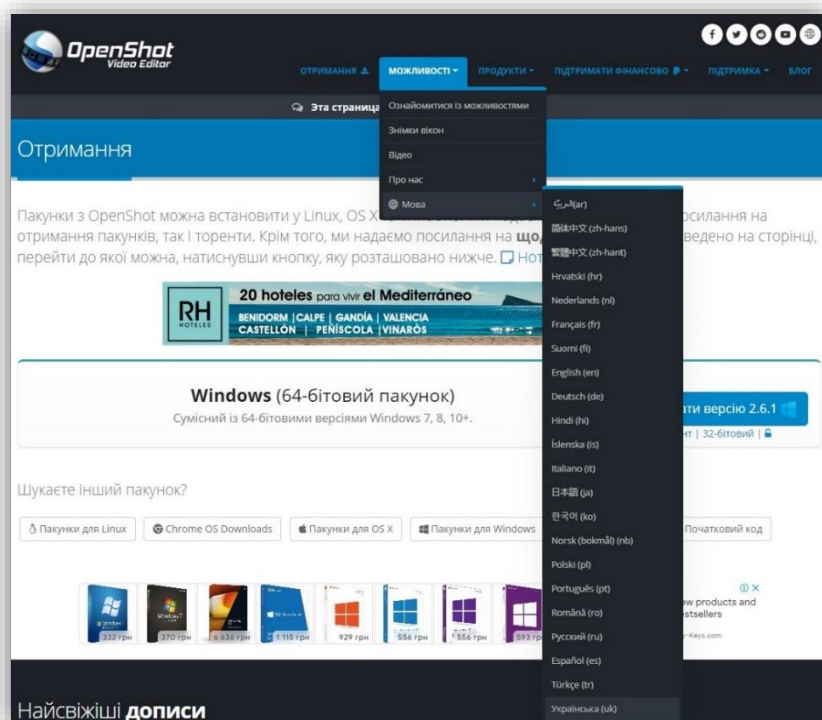 OpenShot
Video Editor
ОТРИМАННЯ
МОЖЛИВОСТІ
ПРОДУКТИ
ПІДТРИМАТИ ФІНАНСОВО
ПІДТРИМКА
БЛОГ
Эта страница
Ознайомитися із можливостями
Знімки вікон
Відео
Про нас
Мова
Отримання
Пакунки з OpenShot можна встановити у Linux, OS X
осилання на
отримання пакунків, так і торенти. Крім того, ми надаємо посилання на
ведено на сторінці,
перейти до якої можна, натиснувши кнопку, яку розташовано нижче.
(ar)
简体中文 (zh-hans)
繁體中文 (zh-hant)
Hrvatski (hr)
Nederlands (nl)
Français (fr)
Suomi (fi)
English (en)
Deutsch (de)
Hindi (hi)
Íslenska (is)
Italiano (it)
日本語 (ja)
한국어 (ko)
Norsk (bokmål) (nb)
Polski (pl)
Português (pt)
Română (ro)
Русский (ru)
Español (es)
Türkçe (tr)
Українська (uk)
RH
HOTELES
20 hoteles para vivir el Mediterráneo
BENIDORM | CALPE | GANDÍA | VALENCIA
CASTELLÓN | PEÑÍSCOLA | VINARÒS
Windows (64-бітовий пакунок)
Сумісний із 64-бітовими версіями Windows 7, 8, 10+.
ти версію 2.6.1
нт | 32-бітовий |
Шукаєте інший пакунок?
Пакунки для Linux
Chrome OS Downloads
Пакунки для OS X
Пакунки для Windows
Початковий код
332 грн
370 грн
6 636 грн
1 115 грн
929 грн
556 грн
556 грн
593 грн
ew products and
estsellers
y-Keys.com
Найсвіжіші дописи